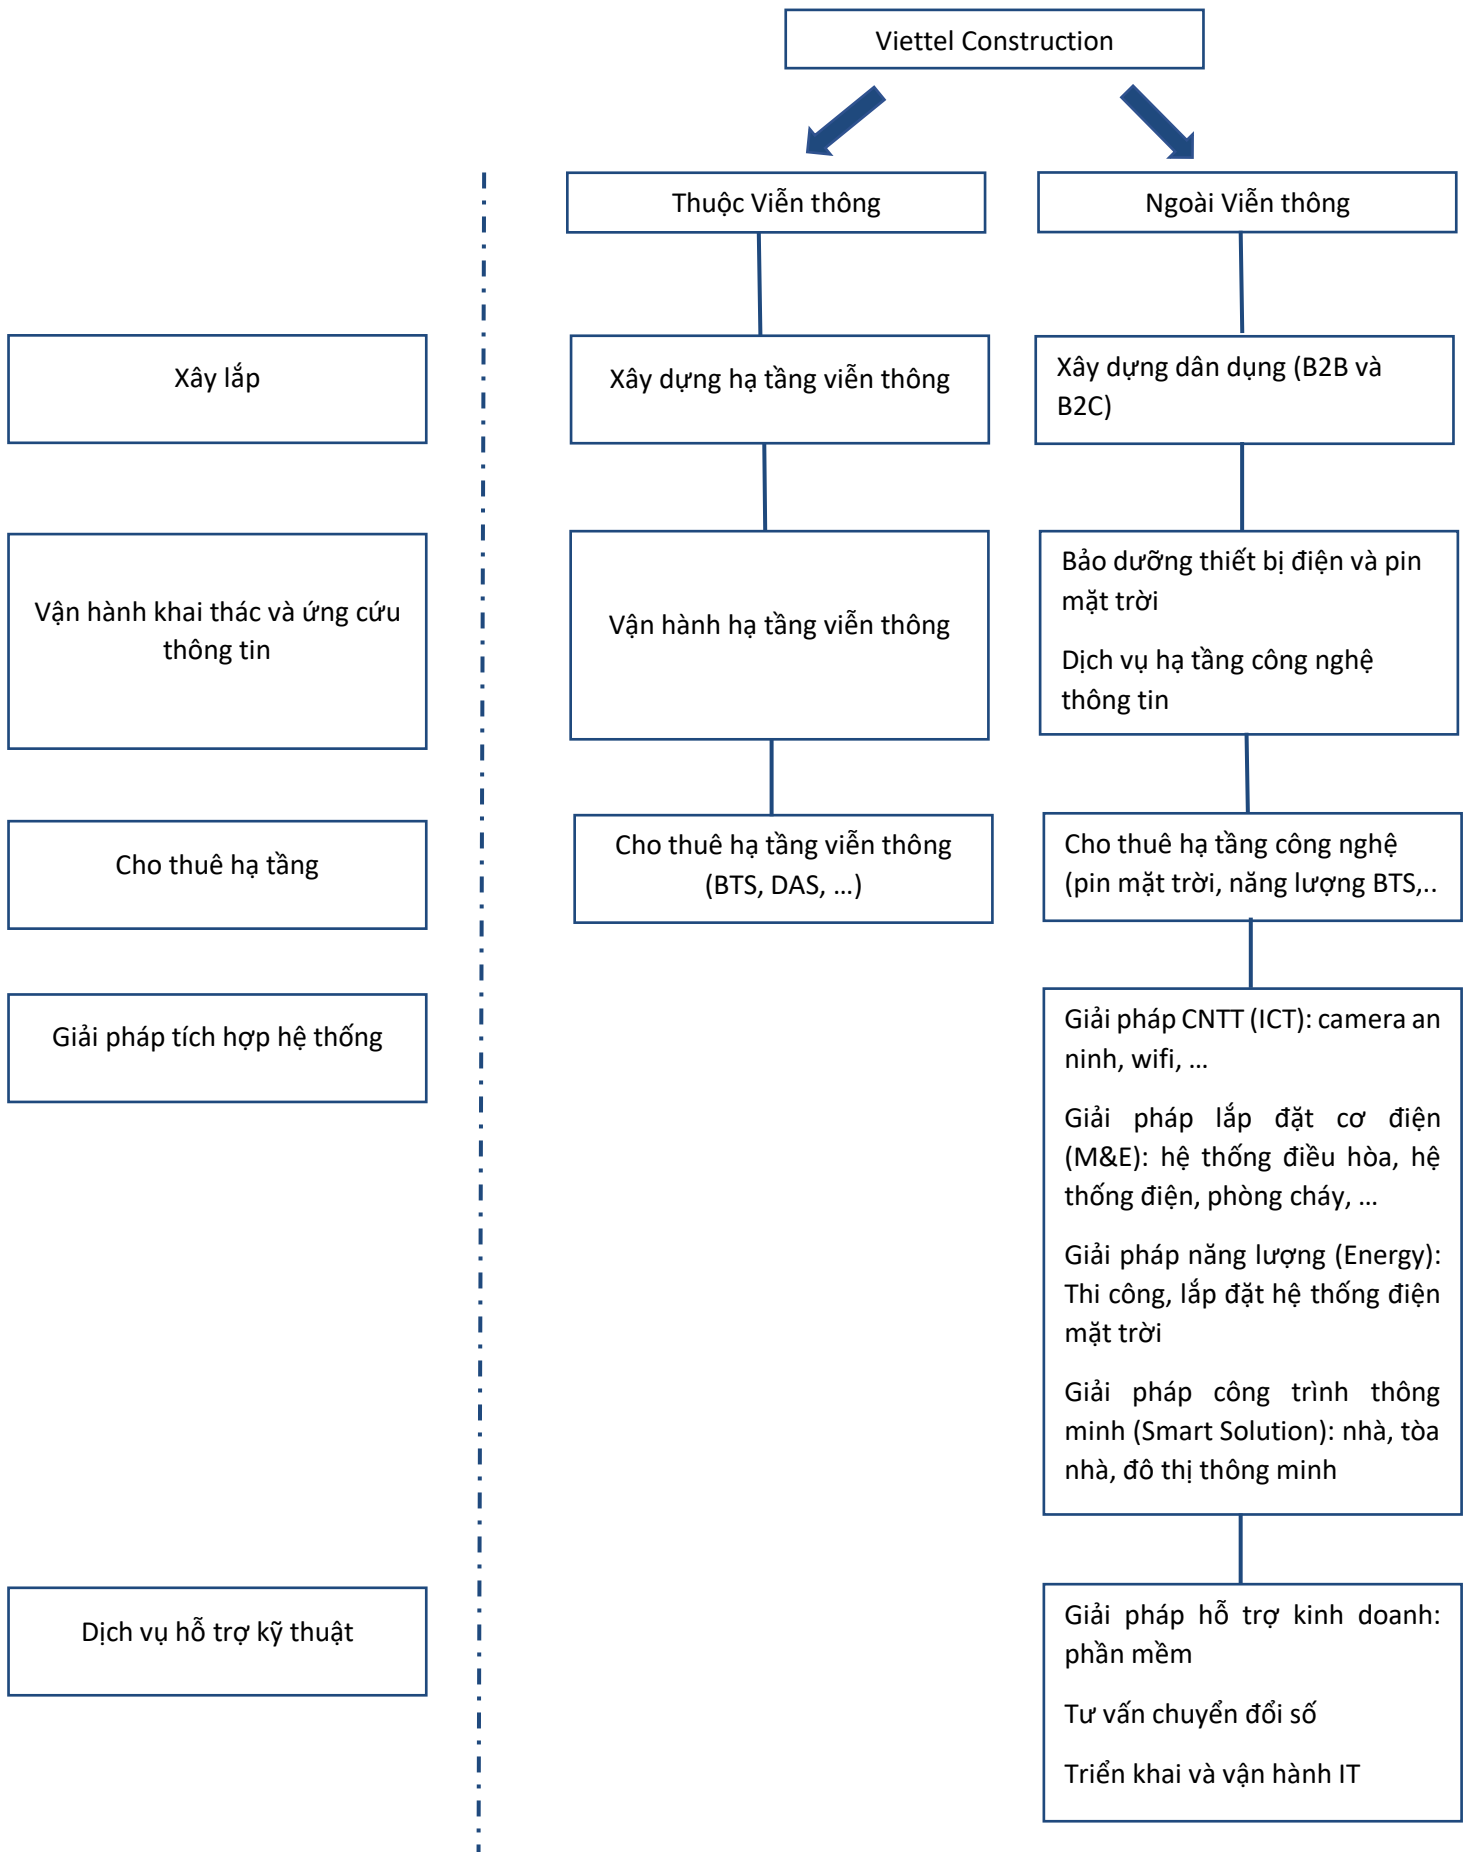 Viettel Construction
Thuộc Viễn thông
Ngoài Viễn thông
Xây lắp
Xây dựng hạ tầng viễn thông
Xây dựng dân dụng (B2B và
B2C)
Vận hành khai thác và ứng cứu
thông tin
Vận hành hạ tầng viễn thông
Bảo dưỡng thiết bị điện và pin
mặt trời
Dịch vụ hạ tầng công nghệ
thông tin
Cho thuê hạ tầng
Cho thuê hạ tầng viễn thông
(BTS, DAS, ...)
Cho thuê hạ tầng công nghệ
(pin mặt trời, năng lượng BTS,..
Giải pháp tích hợp hệ thống
Giải pháp CNTT (ICT): camera an
ninh, wifi, ...
Giải pháp lắp đặt cơ điện
(M&E): hệ thống điều hòa, hệ
thống điện, phòng cháy, ...
Giải pháp năng lượng (Energy):
Thi công, lắp đặt hệ thống điện
mặt trời
Giải pháp công trình thông
minh (Smart Solution): nhà, tòa
nhà, đô thị thông minh
Dịch vụ hỗ trợ kỹ thuật
Giải pháp hỗ trợ kinh doanh:
phần mềm
Tư vấn chuyển đổi số
Triển khai và vận hành IT